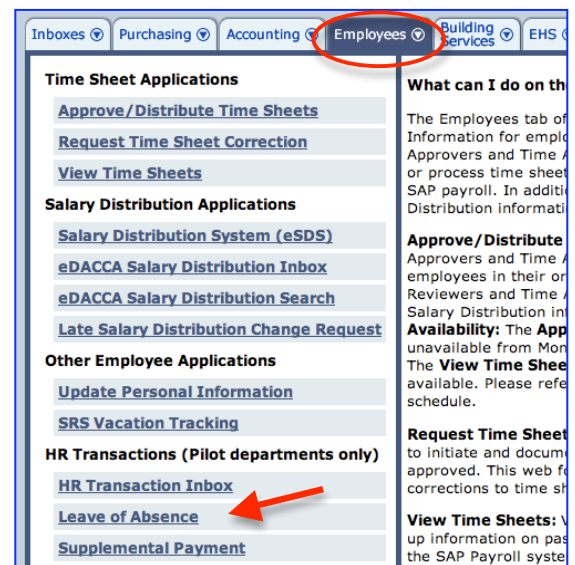 Inboxes Purchasing Accounting Employees Building Services EHS
Time Sheet Applications
Approve/Distribute Time Sheets
Request Time Sheet Correction
View Time Sheets
Salary Distribution Applications
Salary Distribution System (eSDS)
eDACCA Salary Distribution Inbox
eDACCA Salary Distribution Search
Late Salary Distribution Change Request
Other Employee Applications
Update Personal Information
SRS Vacation Tracking
HR Transactions (Pilot departments only)
HR Transaction Inbox
Leave of Absence
Supplemental Payment
What can I do on the
The Employees tab of
Information for emplo
Approvers and Time A
or process time sheet
SAP payroll. In additi
Distribution informati
Approve/Distribute
Approvers and Time A
employees in their or
Reviewers and Time A
Salary Distribution in
Availability: The App
unavailable from Mon
The View Time Shee
available. Please refe
schedule.
Request Time Sheet
to initiate and docum
approved. This web fo
corrections to time sh
View Time Sheets: V
up information on pas
the SAP Payroll syste